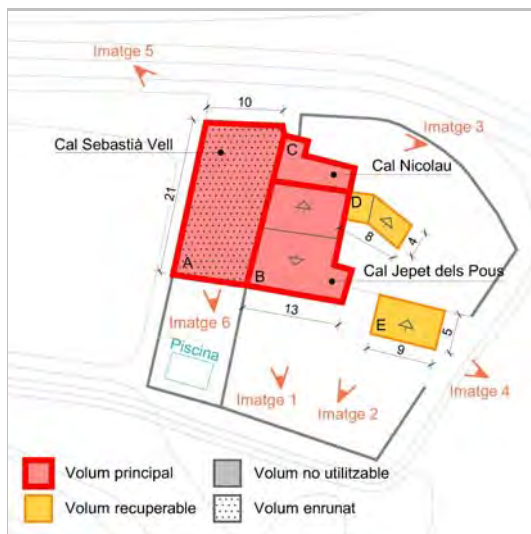 Imatge 5
10
Imatge 3
Cal Sebastià Vell
C
Cal Nicolau
D
21
8
4
Cal Jepet dels Pous
A
B
Imatge 6
13
E
5
9
Piscina
Imatge 1
Imatge 2
Imatge 4
Volum principal
Volum no utilitzable
Volum recuperable
Volum enrunat